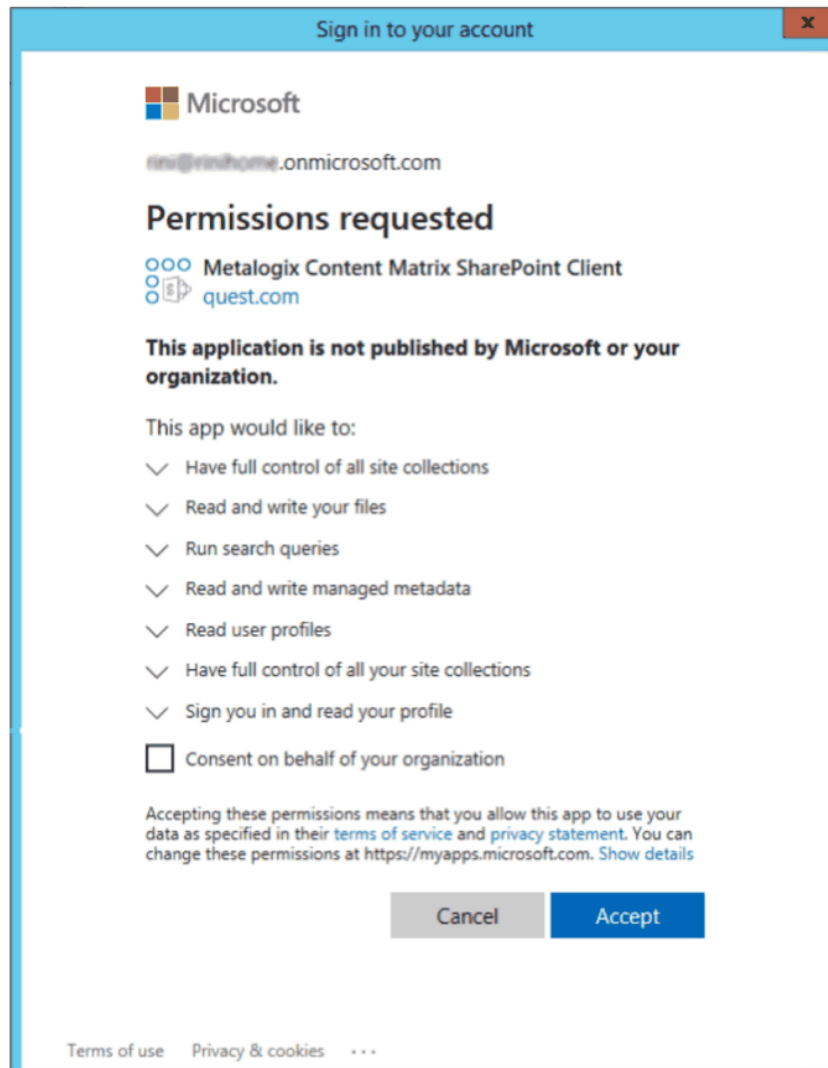 Sign in to your account
x
Microsoft
.onmicrosoft.com
Permissions requested
Metalogix Content Matrix SharePoint Client
quest.com
This application is not published by Microsoft or your
organization.
This app would like to:
Have full control of all site collections
Read and write your files
Run search queries
Read and write managed metadata
Read user profiles
Have full control of all your site collections
Sign you in and read your profile
Consent on behalf of your organization
Accepting these permissions means that you allow this app to use your
data as specified in their terms of service and privacy statement. You can
change these permissions at https://myapps.microsoft.com. Show details
Cancel Accept
Terms of use Privacy & cookies ...